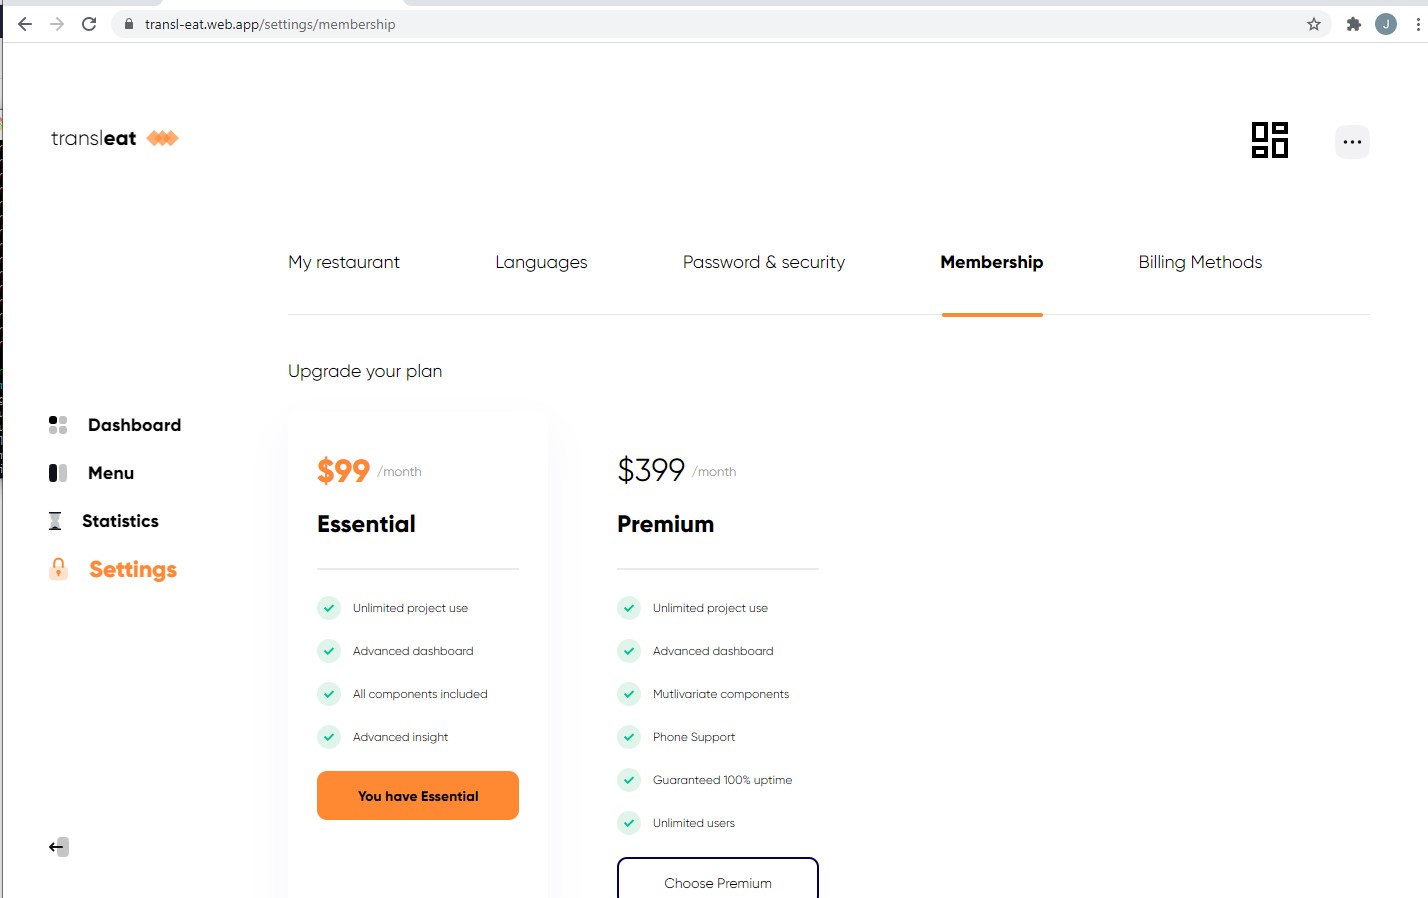 transl-eat.web.app/settings/membership
J
transleat
My restaurant
Languages
Password & security
Membership
Billing Methods
Upgrade your plan
Dashboard
Menu
Statistics
Settings
$99 /month
Essential
Unlimited project use
Advanced dashboard
All components included
Advanced insight
You have Essential
$399 /month
Premium
Unlimited project use
Advanced dashboard
Mutlivariate components
Phone Support
Guaranteed 100% uptime
Unlimited users
Choose Premium